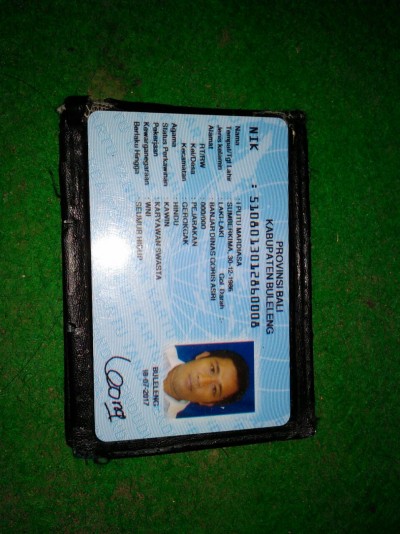 PROVINSI BALI
KABUPATEN BULELENG
NIK : 5108013012860008
Nama : I PUTU MARDIASA
Tempat/Tgl Lahir : SUMBERKIMA, 30-12-1986
Jenis kelamin : LAKI-LAKI Gol. Darah :
Alamat : BANJAR DINAS GORIS ASRI
RT/RW : 000/000
Kel/Desa : PEJARAKAN
Kecamatan : GEROKGAK
Agama : HINDU
Status Perkawinan : KAWIN
Pekerjaan : KARYAWAN SWASTA
Kewarganegaraan : WNI
Berlaku Hingga : SEUMUR HIDUP
BULELENG
18-07-2017